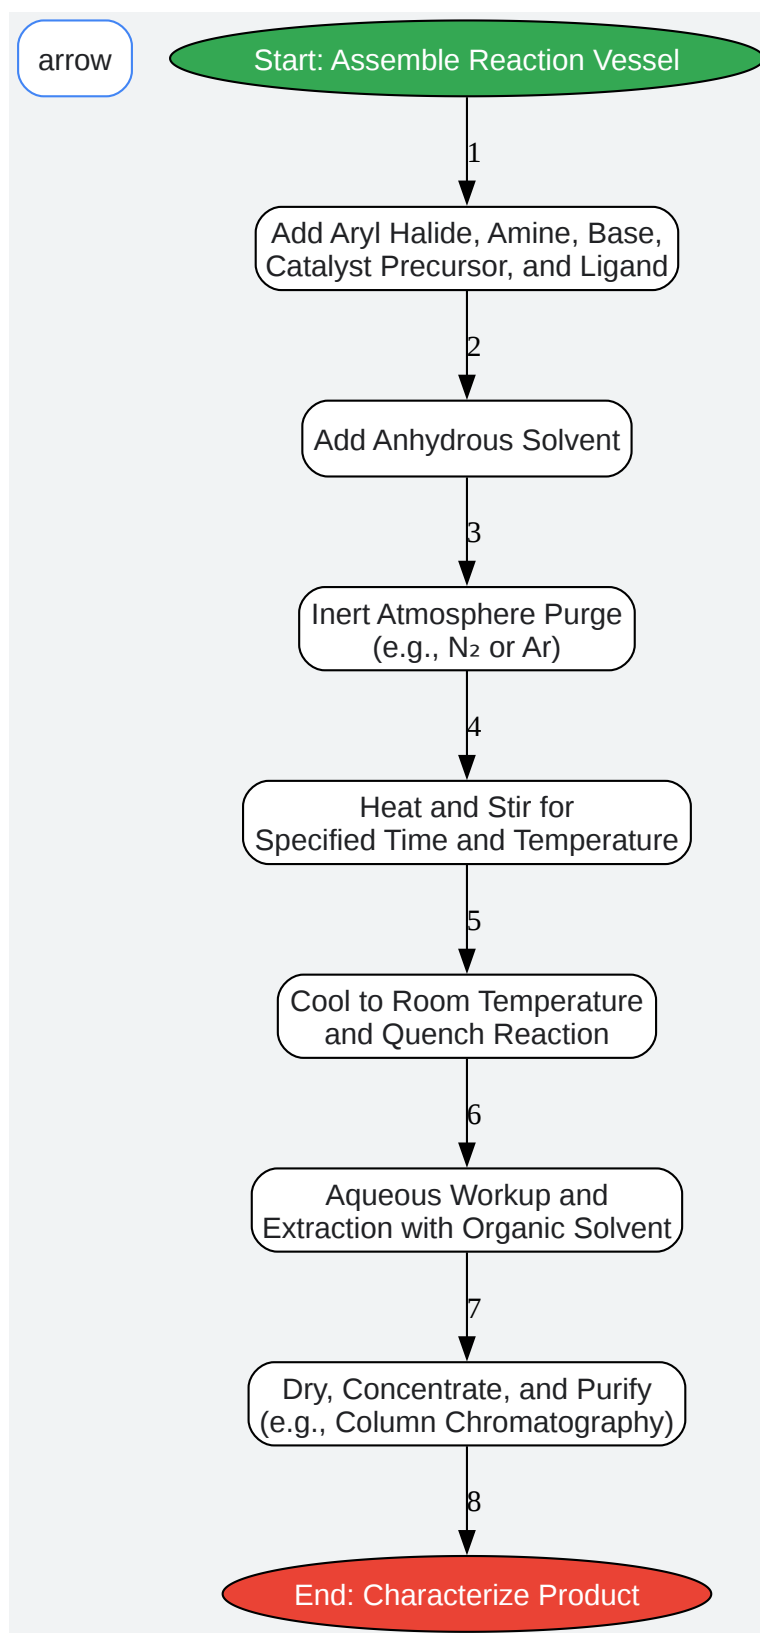 arrow
Start: Assemble Reaction Vessel
1
Add Aryl Halide, Amine, Base,
Catalyst Precursor, and Ligand
2
Add Anhydrous Solvent
3
Inert Atmosphere Purge
(e.g., N₂ or Ar)
4
Heat and Stir for
Specified Time and Temperature
5
Cool to Room Temperature
and Quench Reaction
6
Aqueous Workup and
Extraction with Organic Solvent
7
Dry, Concentrate, and Purify
(e.g., Column Chromatography)
8
End: Characterize Product